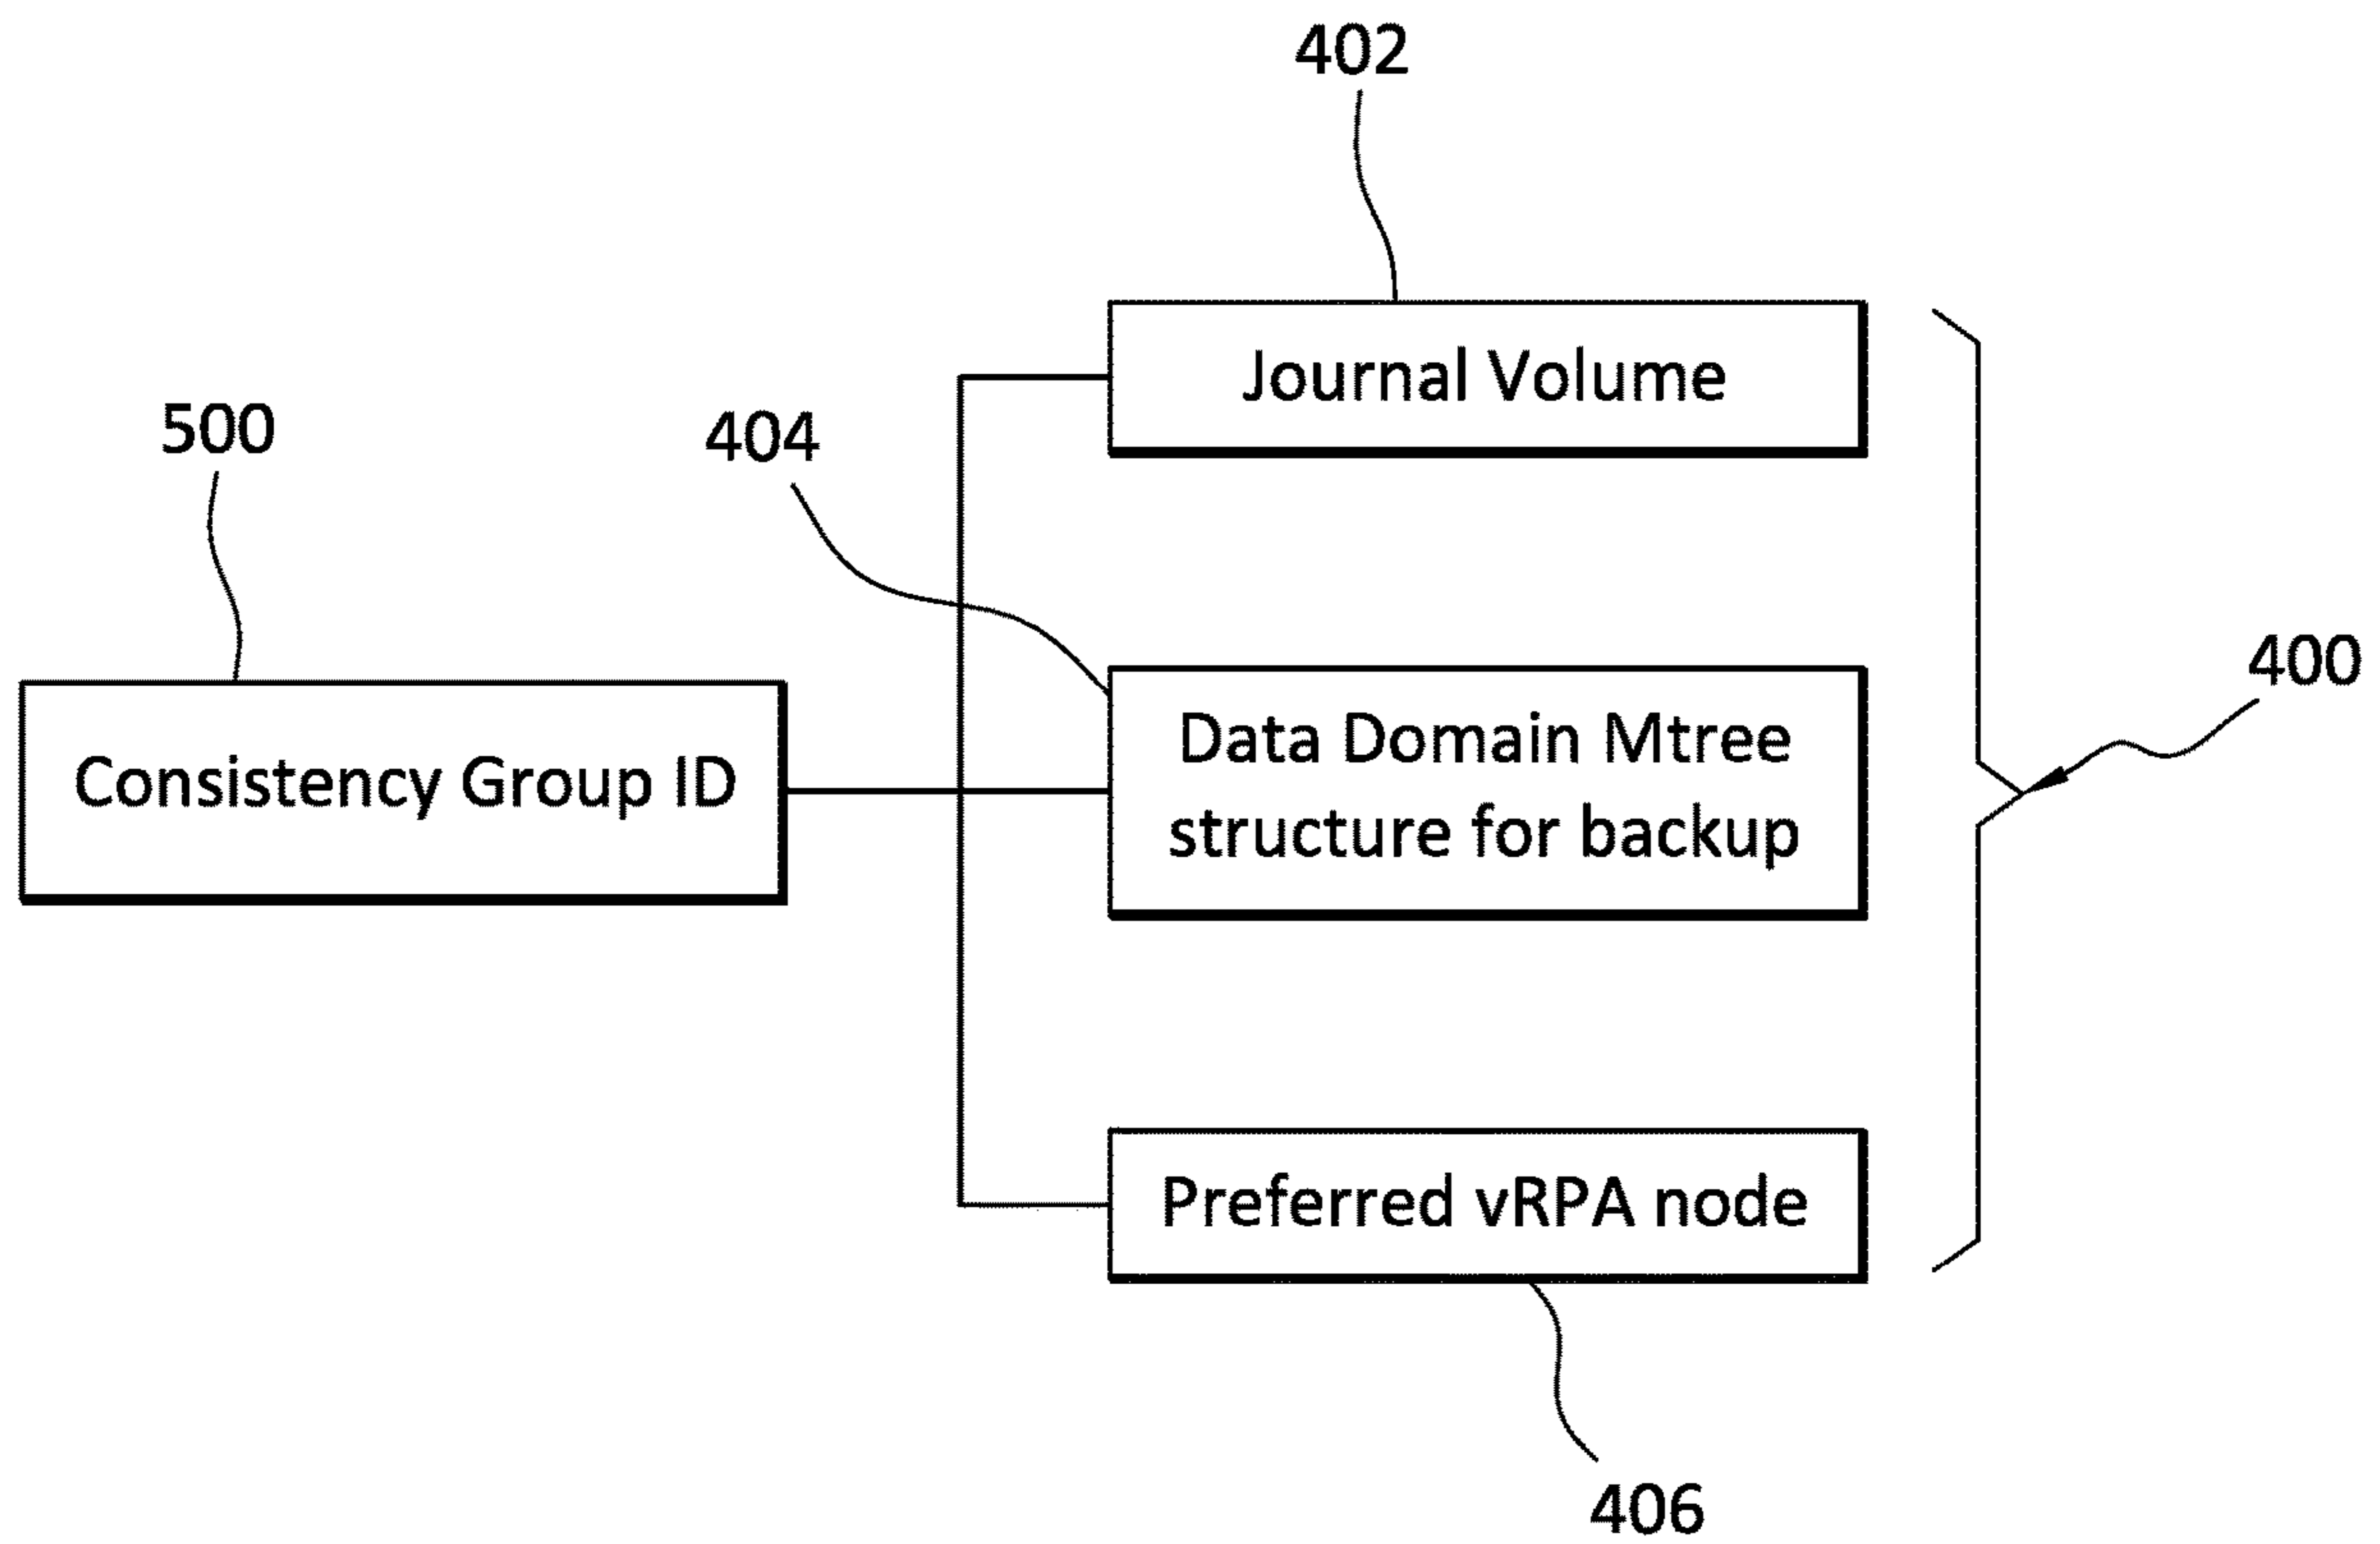 402
Journal Volume
500
404
Consistency Group ID
Data Domain Mtree
structure for backup
400
Preferred vRPA node
406